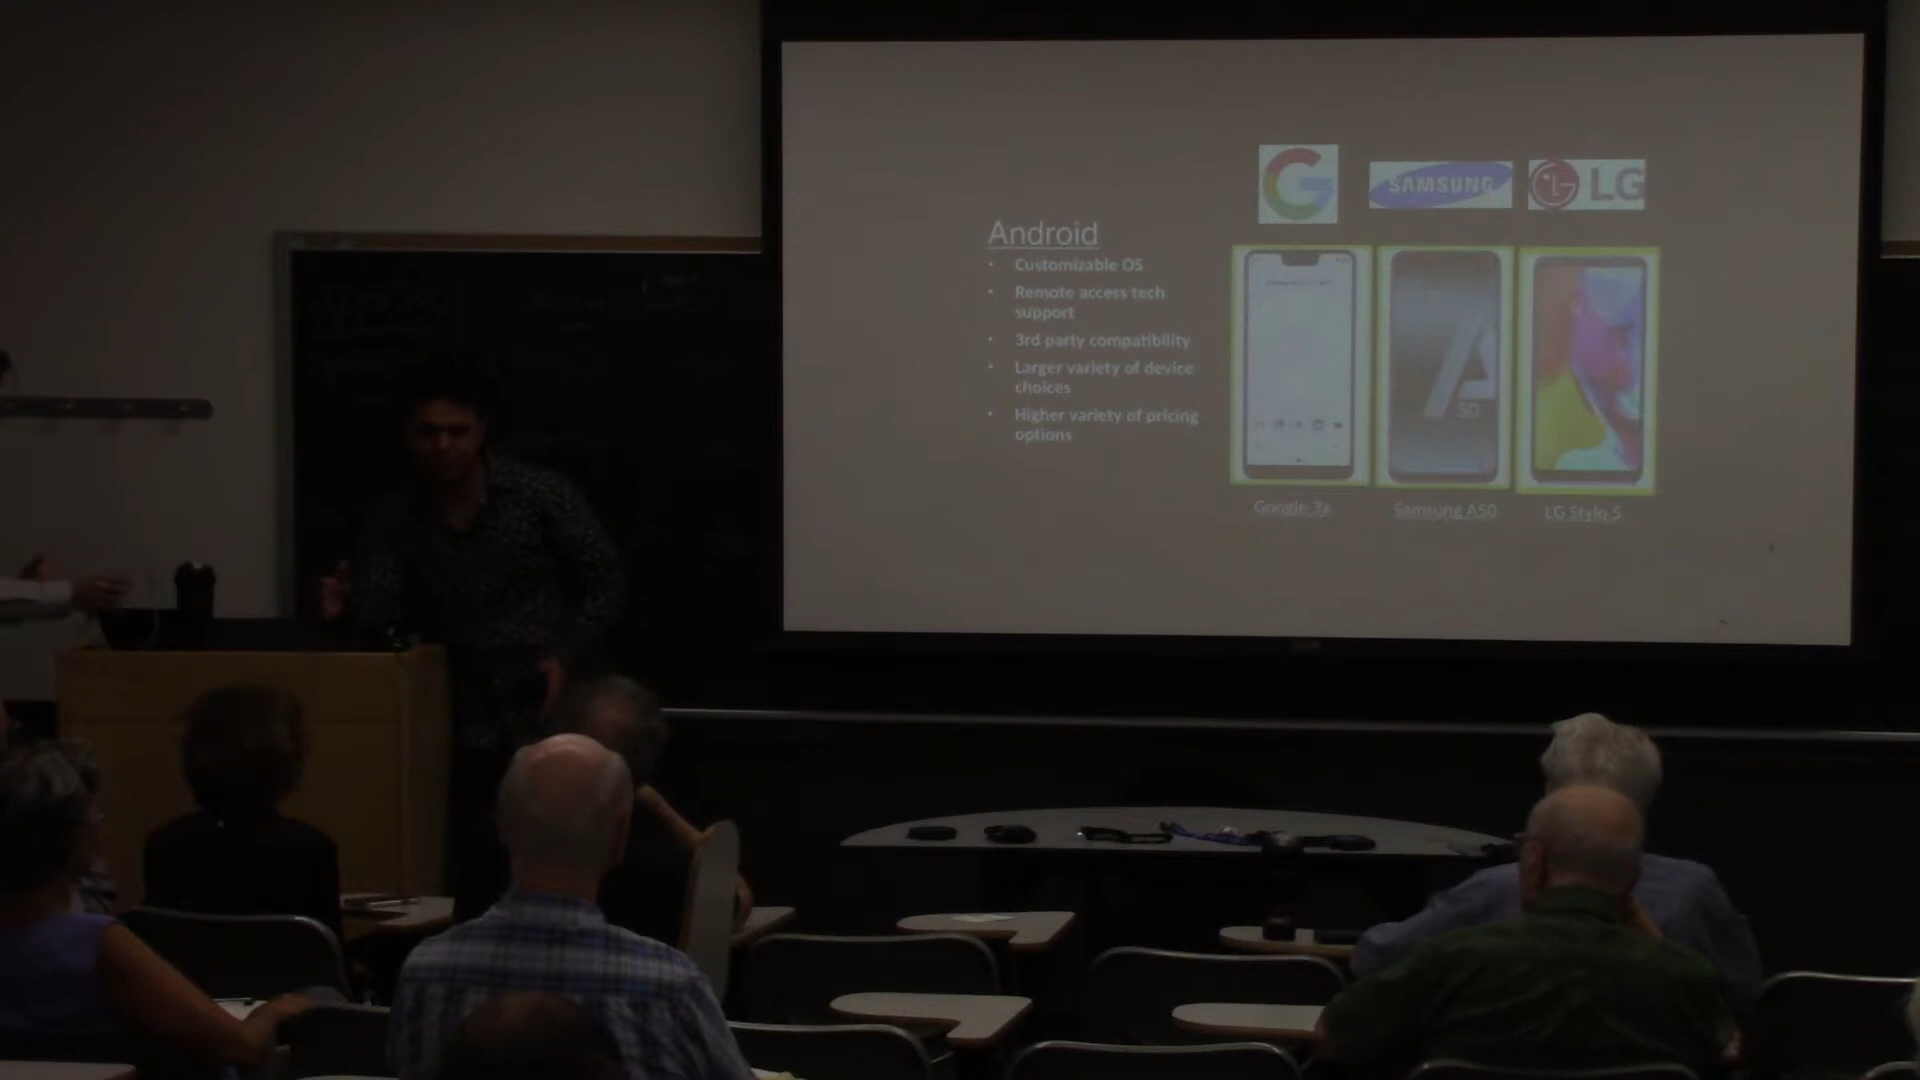 G
SAMSUNG
LG
Android
• Customizable OS
• Remote access tech
support
• 3rd party compatibility
• Larger variety of device
choices
• Higher variety of pricing
options
A
50
Google 3a
Samsung A50
LG Stylo 5